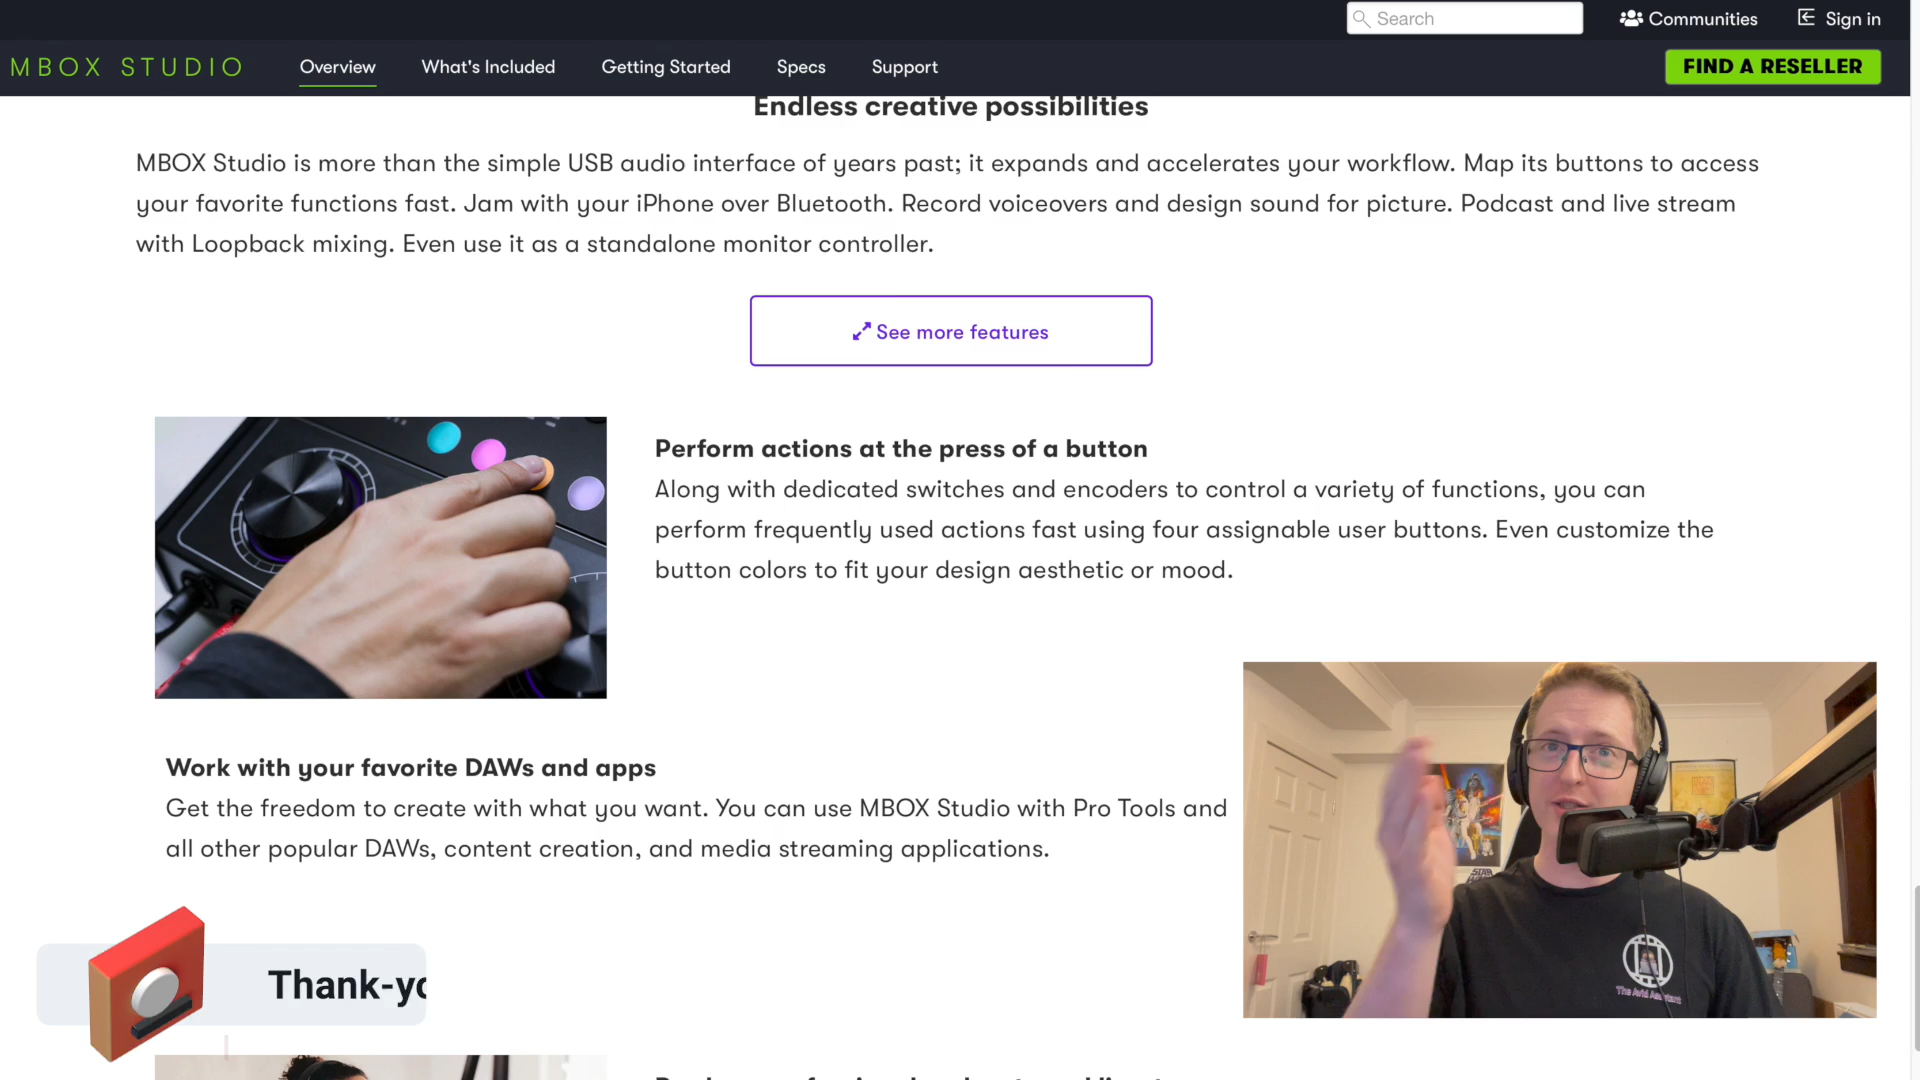 Search
Communities
Sign in
MBOX STUDIO
Overview
What's Included
Getting Started
Specs
Support
FIND A RESELLER
Endless creative possibilities
MBOX Studio is more than the simple USB audio interface of years past; it expands and accelerates your workflow. Map its buttons to access
your favorite functions fast. Jam with your iPhone over Bluetooth. Record voiceovers and design sound for picture. Podcast and live stream
with Loopback mixing. Even use it as a standalone monitor controller.
See more features
Perform actions at the press of a button
Along with dedicated switches and encoders to control a variety of functions, you can
perform frequently used actions fast using four assignable user buttons. Even customize the
button colors to fit your design aesthetic or mood.
Work with your favorite DAWs and apps
Get the freedom to create with what you want. You can use MBOX Studio with Pro Tools and
all other popular DAWs, content creation, and media streaming applications.
STAR
The Avid Assistant
Thank-yo